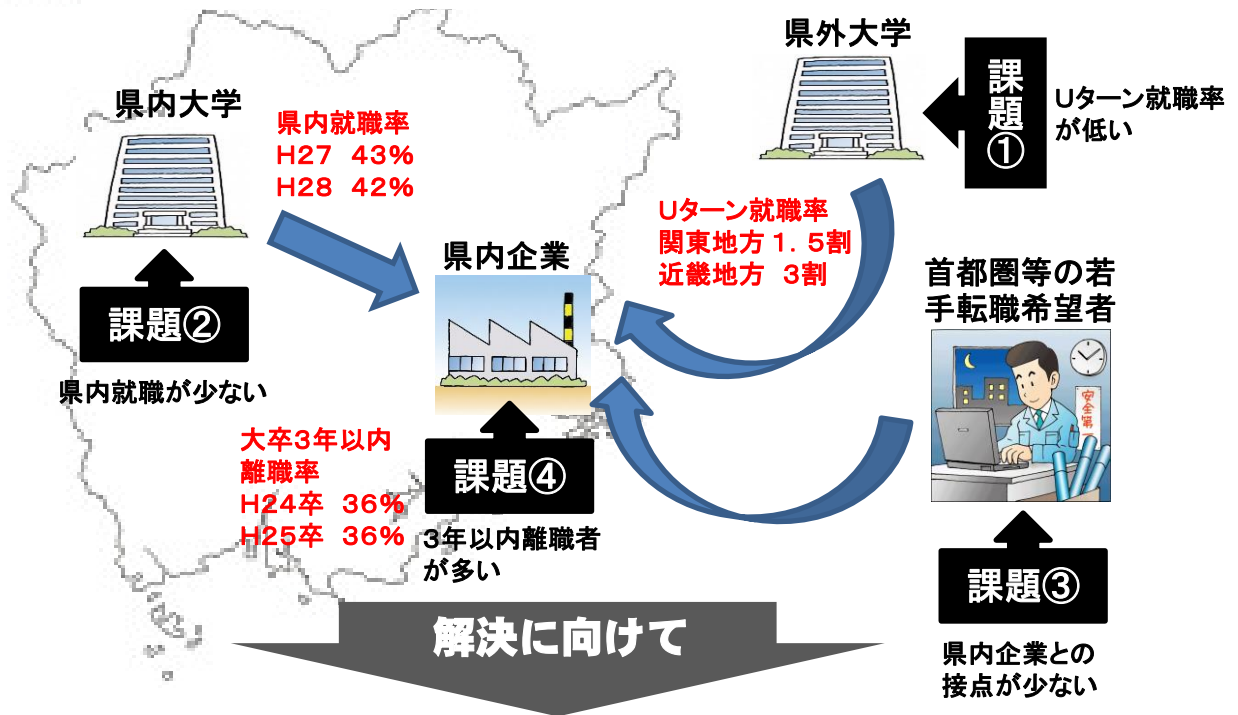 県外大学
課題①
Uターン就職率
が低い
県内大学
県内就職率
H27 43%
H28 42%
課題②
県内就職が少ない
Uターン就職率
関東地方 1.5割
近畿地方 3割
県内企業
首都圏等の若
手転職希望者
安全第一
大卒3年以内
離職率
H24卒 36%
H25卒 36%
課題④
3年以内離職者
が多い
課題③
県内企業との
接点が少ない
解決に向けて